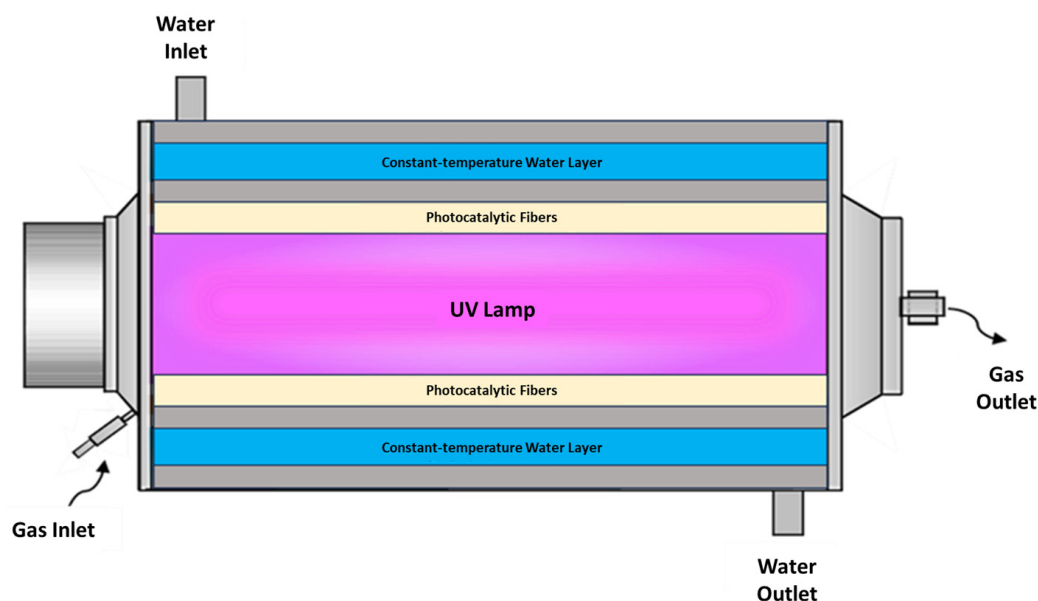 Water
Inlet
Constant-temperature Water Layer
Photocatalytic Fibers
UV Lamp
Photocatalytic Fibers
Gas
Outlet
Constant-temperature Water Layer
Gas Inlet
Water
Outlet